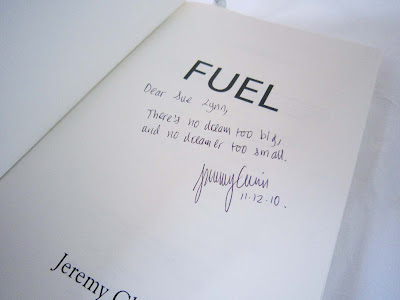 FUEL
Dear Sue Lynn,
There's no dream too big,
and no dreamer too small.
11.12.10.
Jeremy